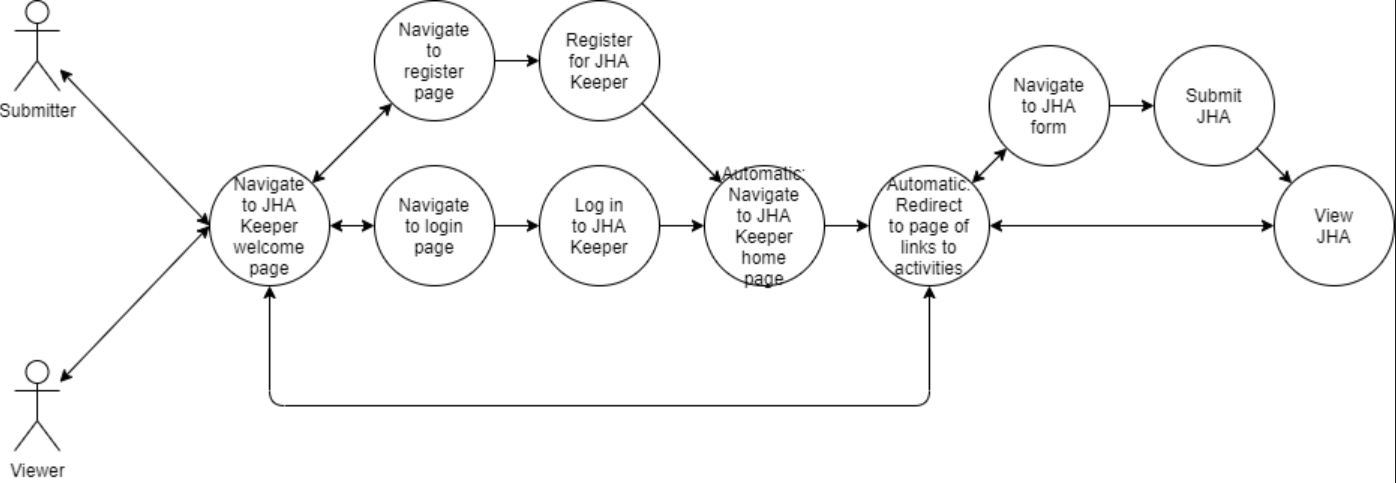 Submitter
Viewer
Navigate
to JHA
Keeper
welcome
page
Navigate
to
register
page
Register
for JHA
Keeper
Navigate
to login
page
Log in
to JHA
Keeper
Automatic:
Navigate
to JHA
Keeper
home
page
Automatic:
Redirect
to page of
links to
activities
Navigate
to JHA
form
Submit
JHA
View
JHA